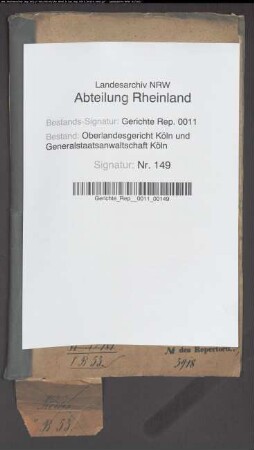 Landesarchiv NRW
Abteilung Rheinland
Bestands-Signatur: Gerichte Rep. 0011
Bestand: Oberlandesgericht Köln und
Generalstaatsanwaltschaft Köln
Signatur: Nr. 149
Gerichte_Rep._0011_00149
№ des Repertori
3918